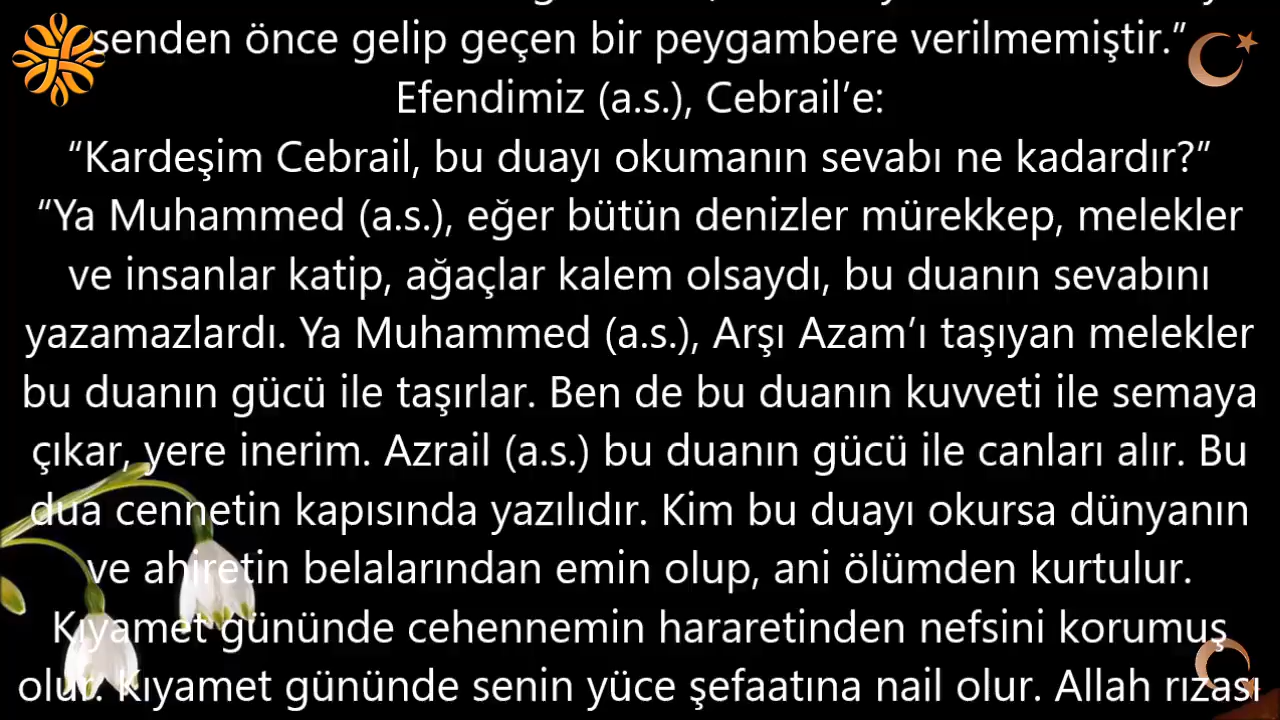 senden önce gelip geçen bir peygambere verilmemiştir.”
Efendimiz (a.s.), Cebrail’e:
“Kardeşim Cebrail, bu duayı okumanın sevabı ne kadardır?”
“Ya Muhammed (a.s.), eğer bütün denizler mürekkep, melekler
ve insanlar katip, ağaçlar kalem olsaydı, bu duanın sevabını
yazamazlardı. Ya Muhammed (a.s.), Arşı Azam’ı taşıyan melekler
bu duanın gücü ile taşırlar. Ben de bu duanın kuvveti ile semaya
çıkar, yere inerim. Azrail (a.s.) bu duanın gücü ile canları alır. Bu
dua cennetin kapısında yazılıdır. Kim bu duayı okursa dünyanın
ve ahiretin belalarından emin olup, ani ölümden kurtulur.
Kıyamet gününde cehennemin hararetinden nefsini korumuş
olur. Kıyamet gününde senin yüce şefaatına nail olur. Allah rızası